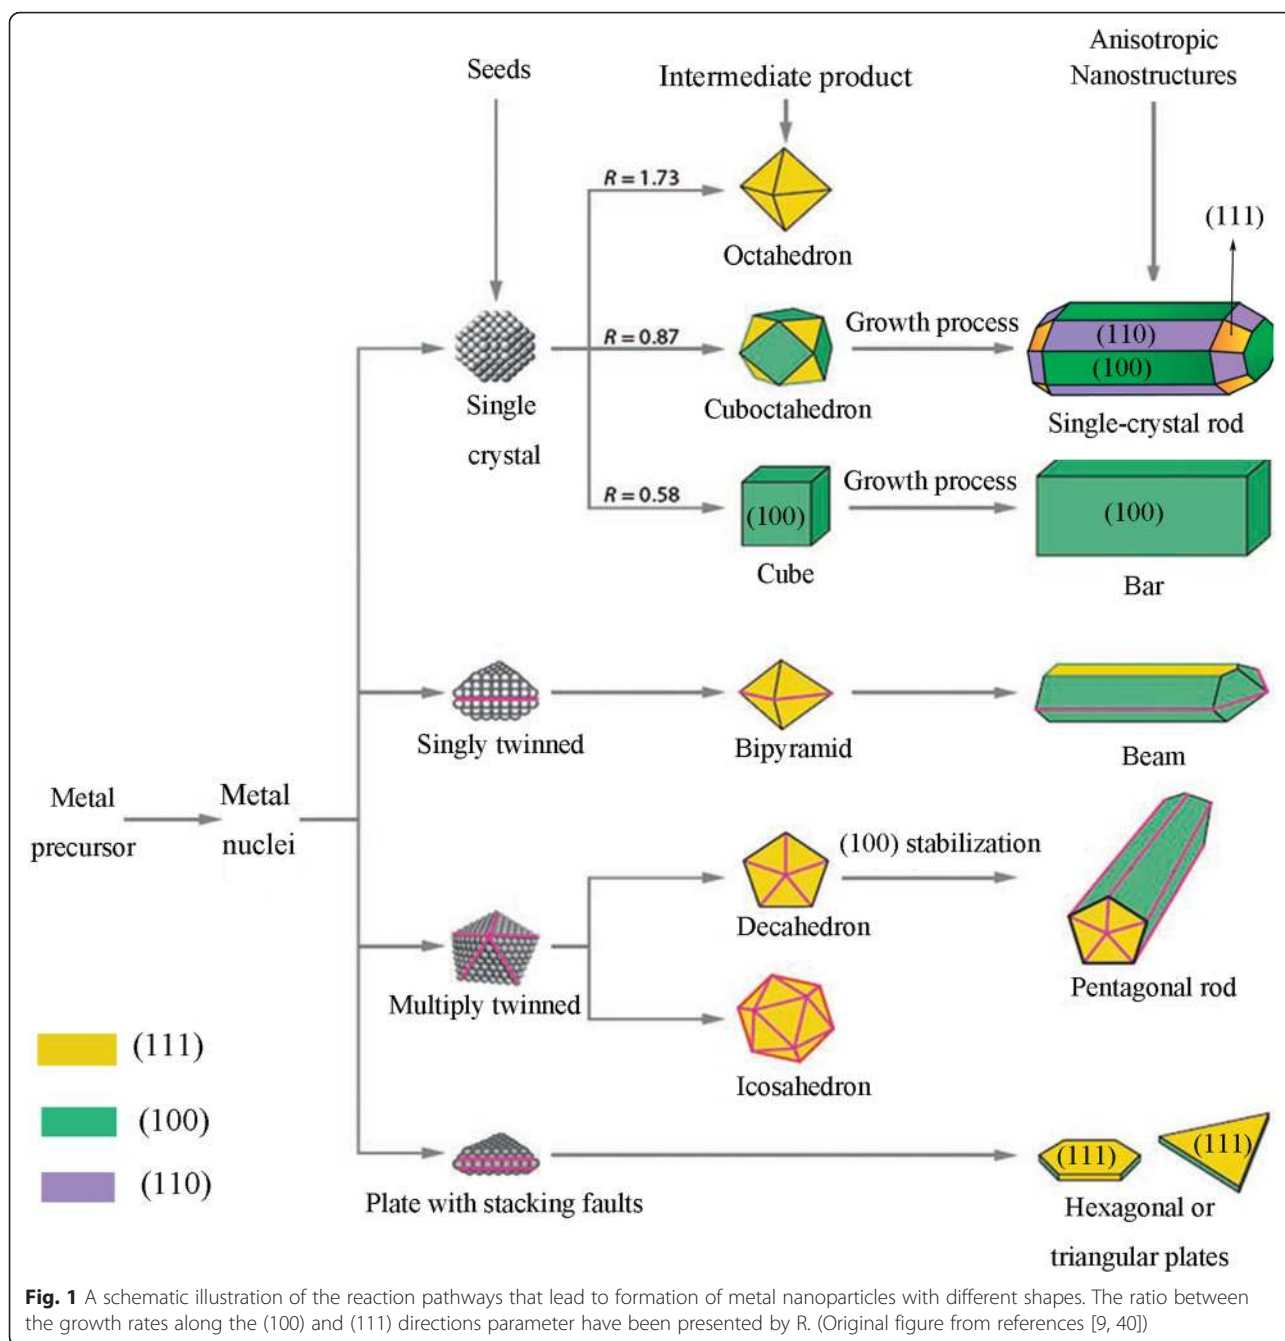 Seeds
Intermediate product
Anisotropic
Nanostructures
R = 1.73
Octahedron
(111)
R = 0.87
Cuboctahedron
Growth process
(110)
(100)
Single-crystal rod
Single
crystal
R = 0.58
(100)
Cube
Growth process
(100)
Bar
Singly twinned
Bipyramid
Beam
Metal
precursor
Metal
nuclei
(100) stabilization
Decahedron
Pentagonal rod
Multiply twinned
Icosahedron
(111)
(100)
(110)
Plate with stacking faults
(111)
(111)
Hexagonal or
triangular plates
Fig. 1 A schematic illustration of the reaction pathways that lead to formation of metal nanoparticles with different shapes. The ratio between
the growth rates along the (100) and (111) directions parameter have been presented by R. (Original figure from references [9, 40])